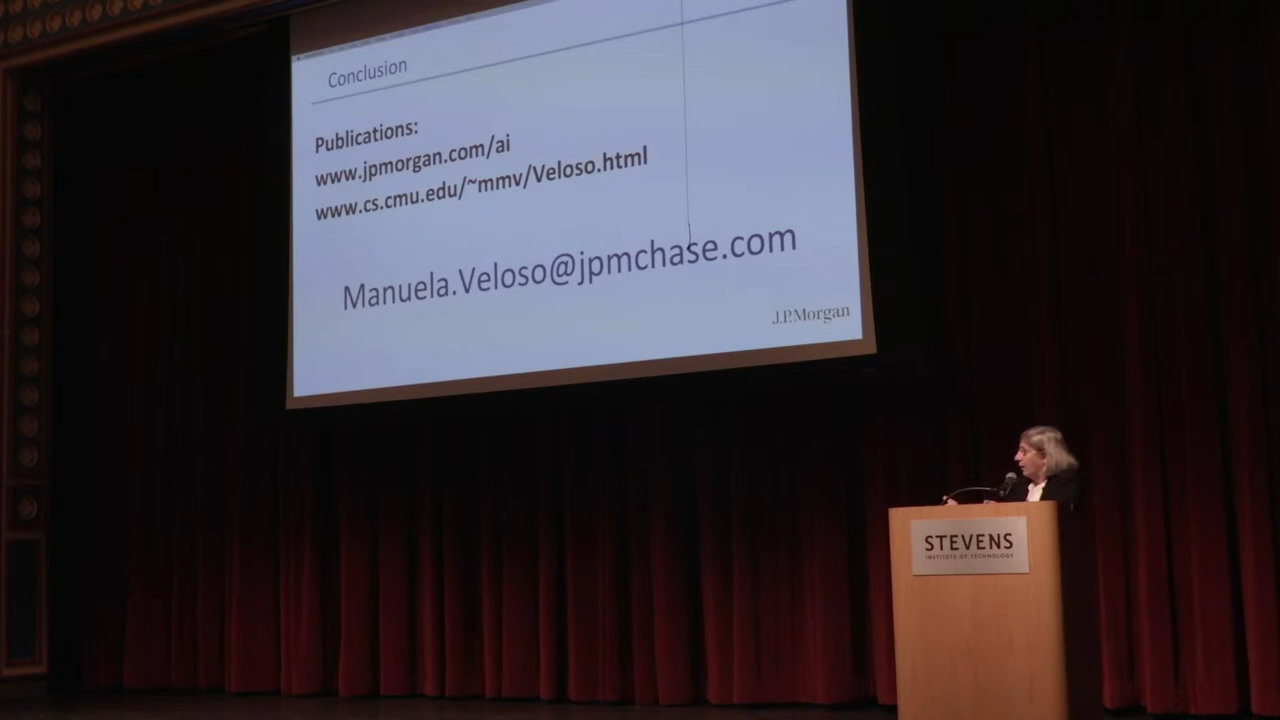 Conclusion
Publications:
www.jpmorgan.com/ai
www.cs.cmu.edu/~mmv/Veloso.html
Manuela.Veloso@jpmchase.com
J.P.Morgan
STEVENS
INSTITUTE OF TECHNOLOGY